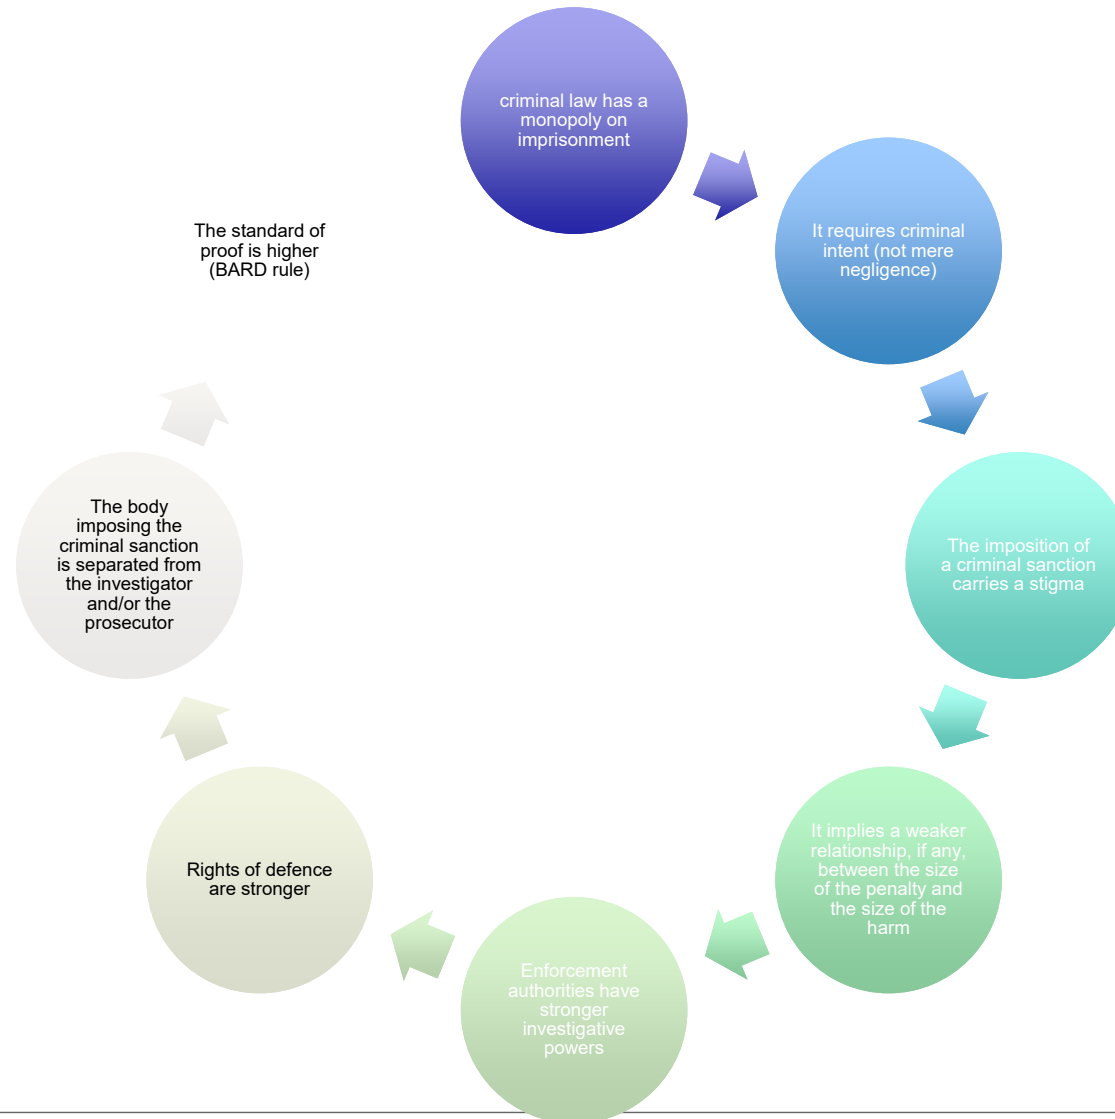 criminal law has a
monopoly on
imprisonment
It requires criminal
intent (not mere
negligence)
The imposition of
a criminal sanction
carries a stigma
It implies a weaker
relationship, if any,
between the size
of the penalty and
the size of the
harm
Enforcement
authorities have
stronger
investigative
powers
Rights of defence
are stronger
The body
imposing the
criminal sanction
is separated from
the investigator
and/or the
prosecutor
The standard of
proof is higher
(BARD rule)